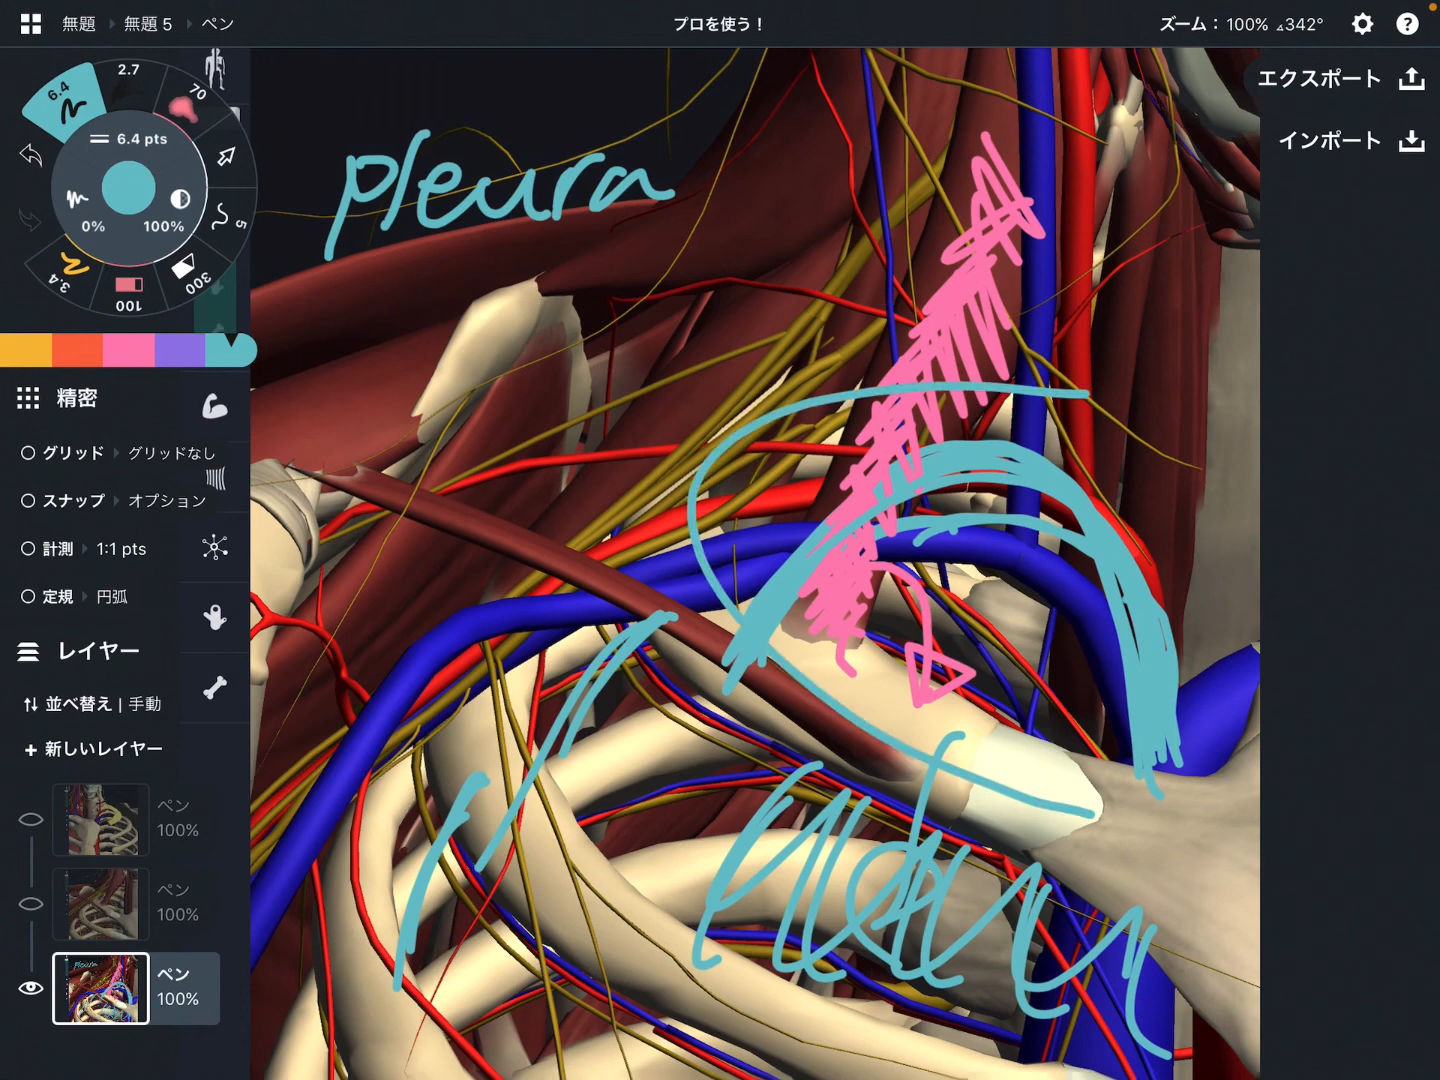 無題 無題 5 ペン
プロを使う！
ズーム： 100% ⊿342°
エクスポート
インポート
6.4
2.7
70
6.4 pts
0%
100%
5
300
100
3.4
pleura
精密
グリッド グリッドなし
スナップ オプション
計測 1:1 pts
定規 円弧
レイヤー
並べ替え | 手動
+ 新しいレイヤー
ペン
100%
ペン
100%
ペン
100%